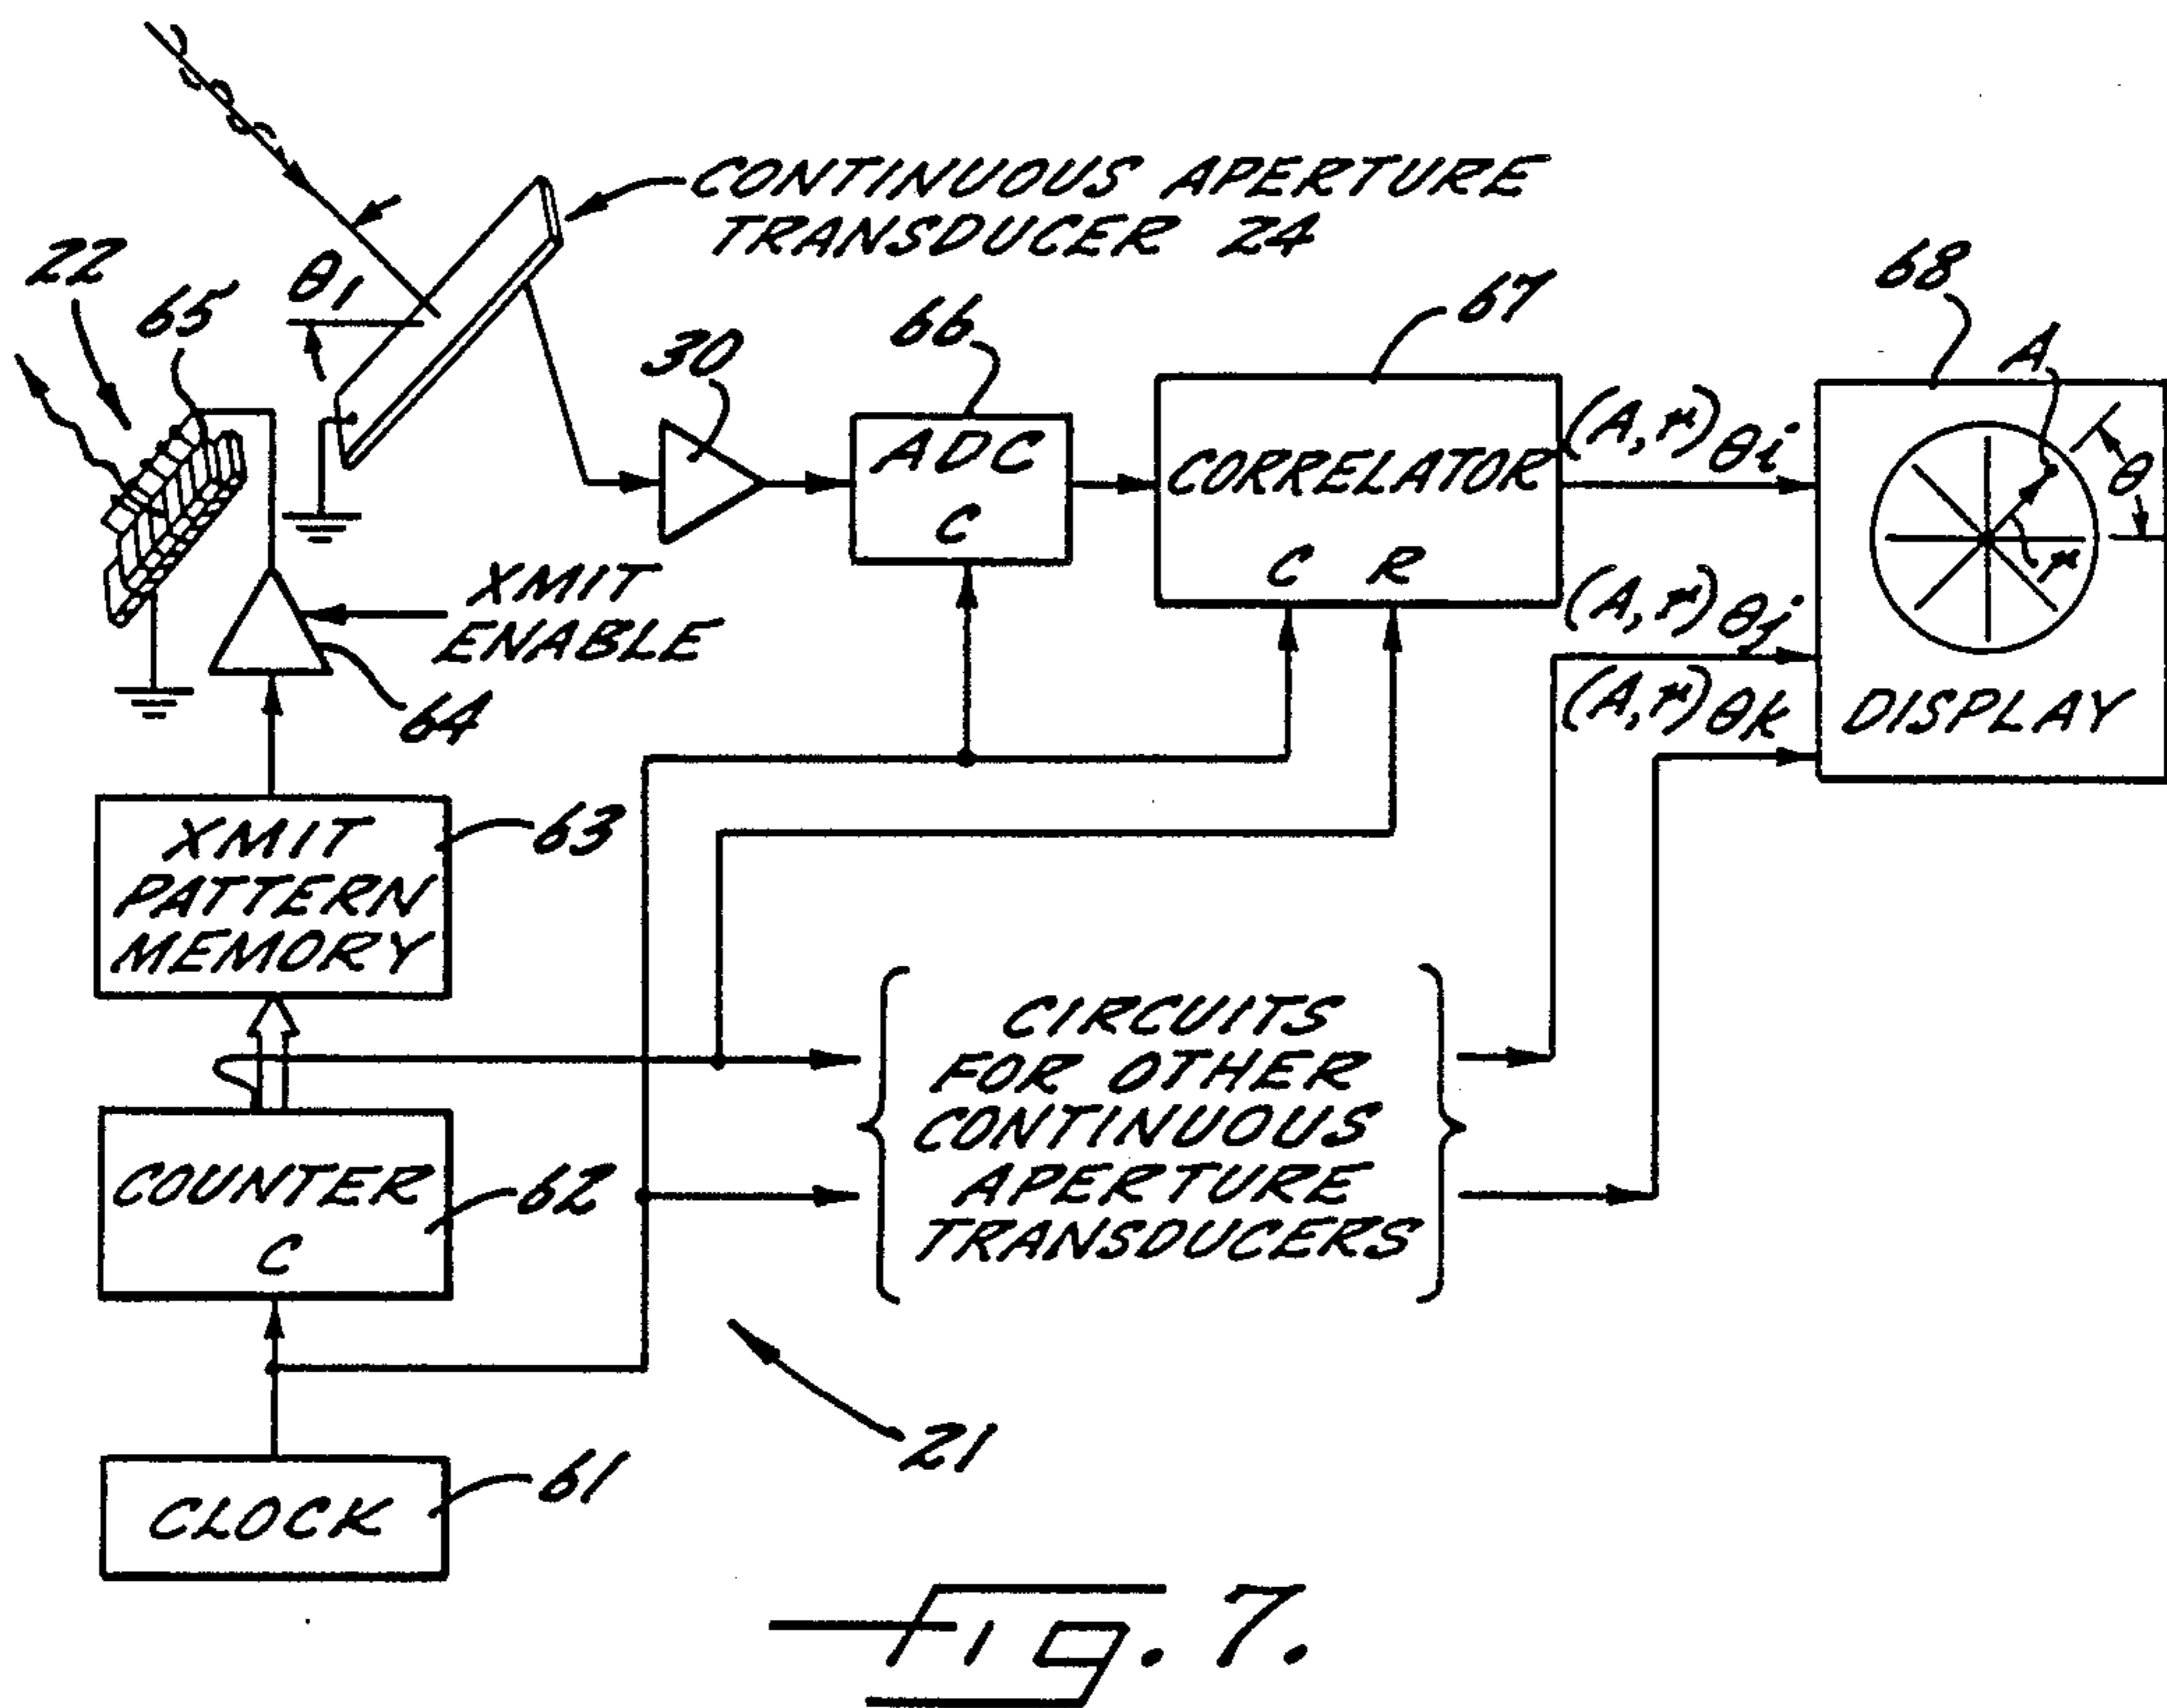 CONTINUOUS APERTURE
TRANSDUCER 24
22
65
θ1
30
66
67
68
A
ADC
C
CORRELATOR
C R
(A,r)θi
(A,r)θj
(A,r)θk
θ
r
DISPLAY
XMIT
ENABLE
64
XMIT
PATTERN
MEMORY
63
CIRCUITS
FOR OTHER
CONTINUOUS
APERTURE
TRANSDUCERS
COUNTER
C
62
21
CLOCK
61
Fig. 7.